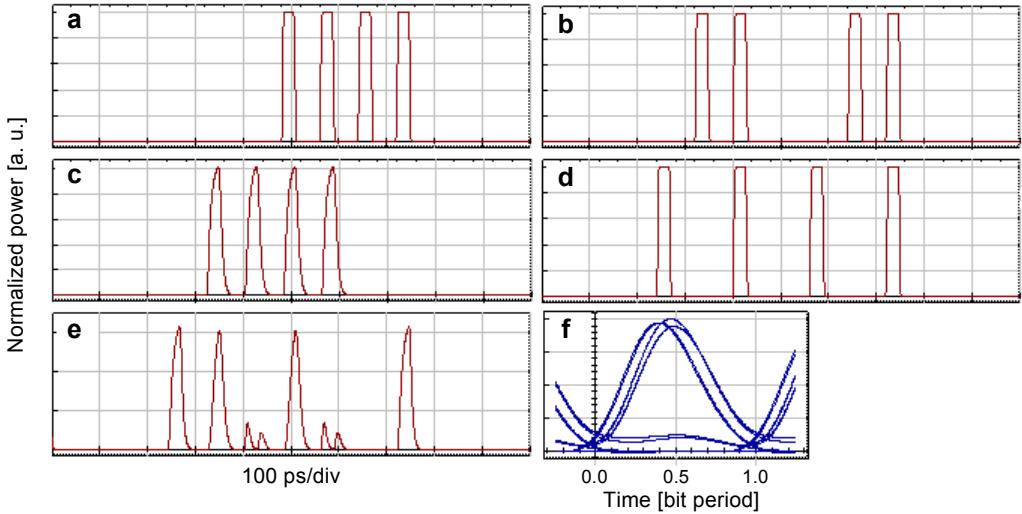 a
b
c
d
e
f
Normalized power [a. u.]
100 ps/div
0.0 0.5 1.0
Time [bit period]